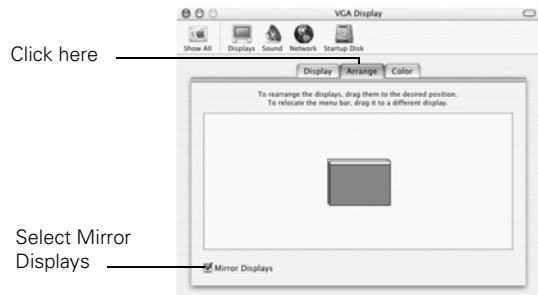 VGA Display
Show All Displays Sound Network Startup Disk
Click here
Display Arrange Color
To rearrange the displays, drag them to the desired position.
To relocate the menu bar, drag it to a different display.
Select Mirror
Displays
Mirror Displays